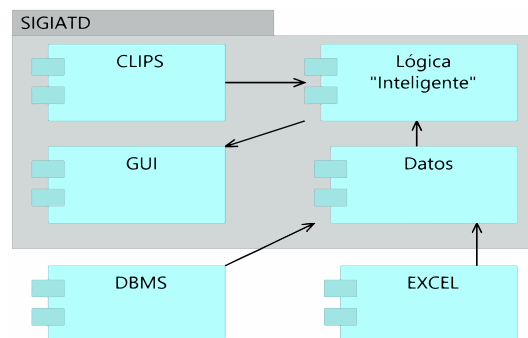 SIGIATD
CLIPS
Lógica
"Inteligente"
GUI
Datos
DBMS
EXCEL